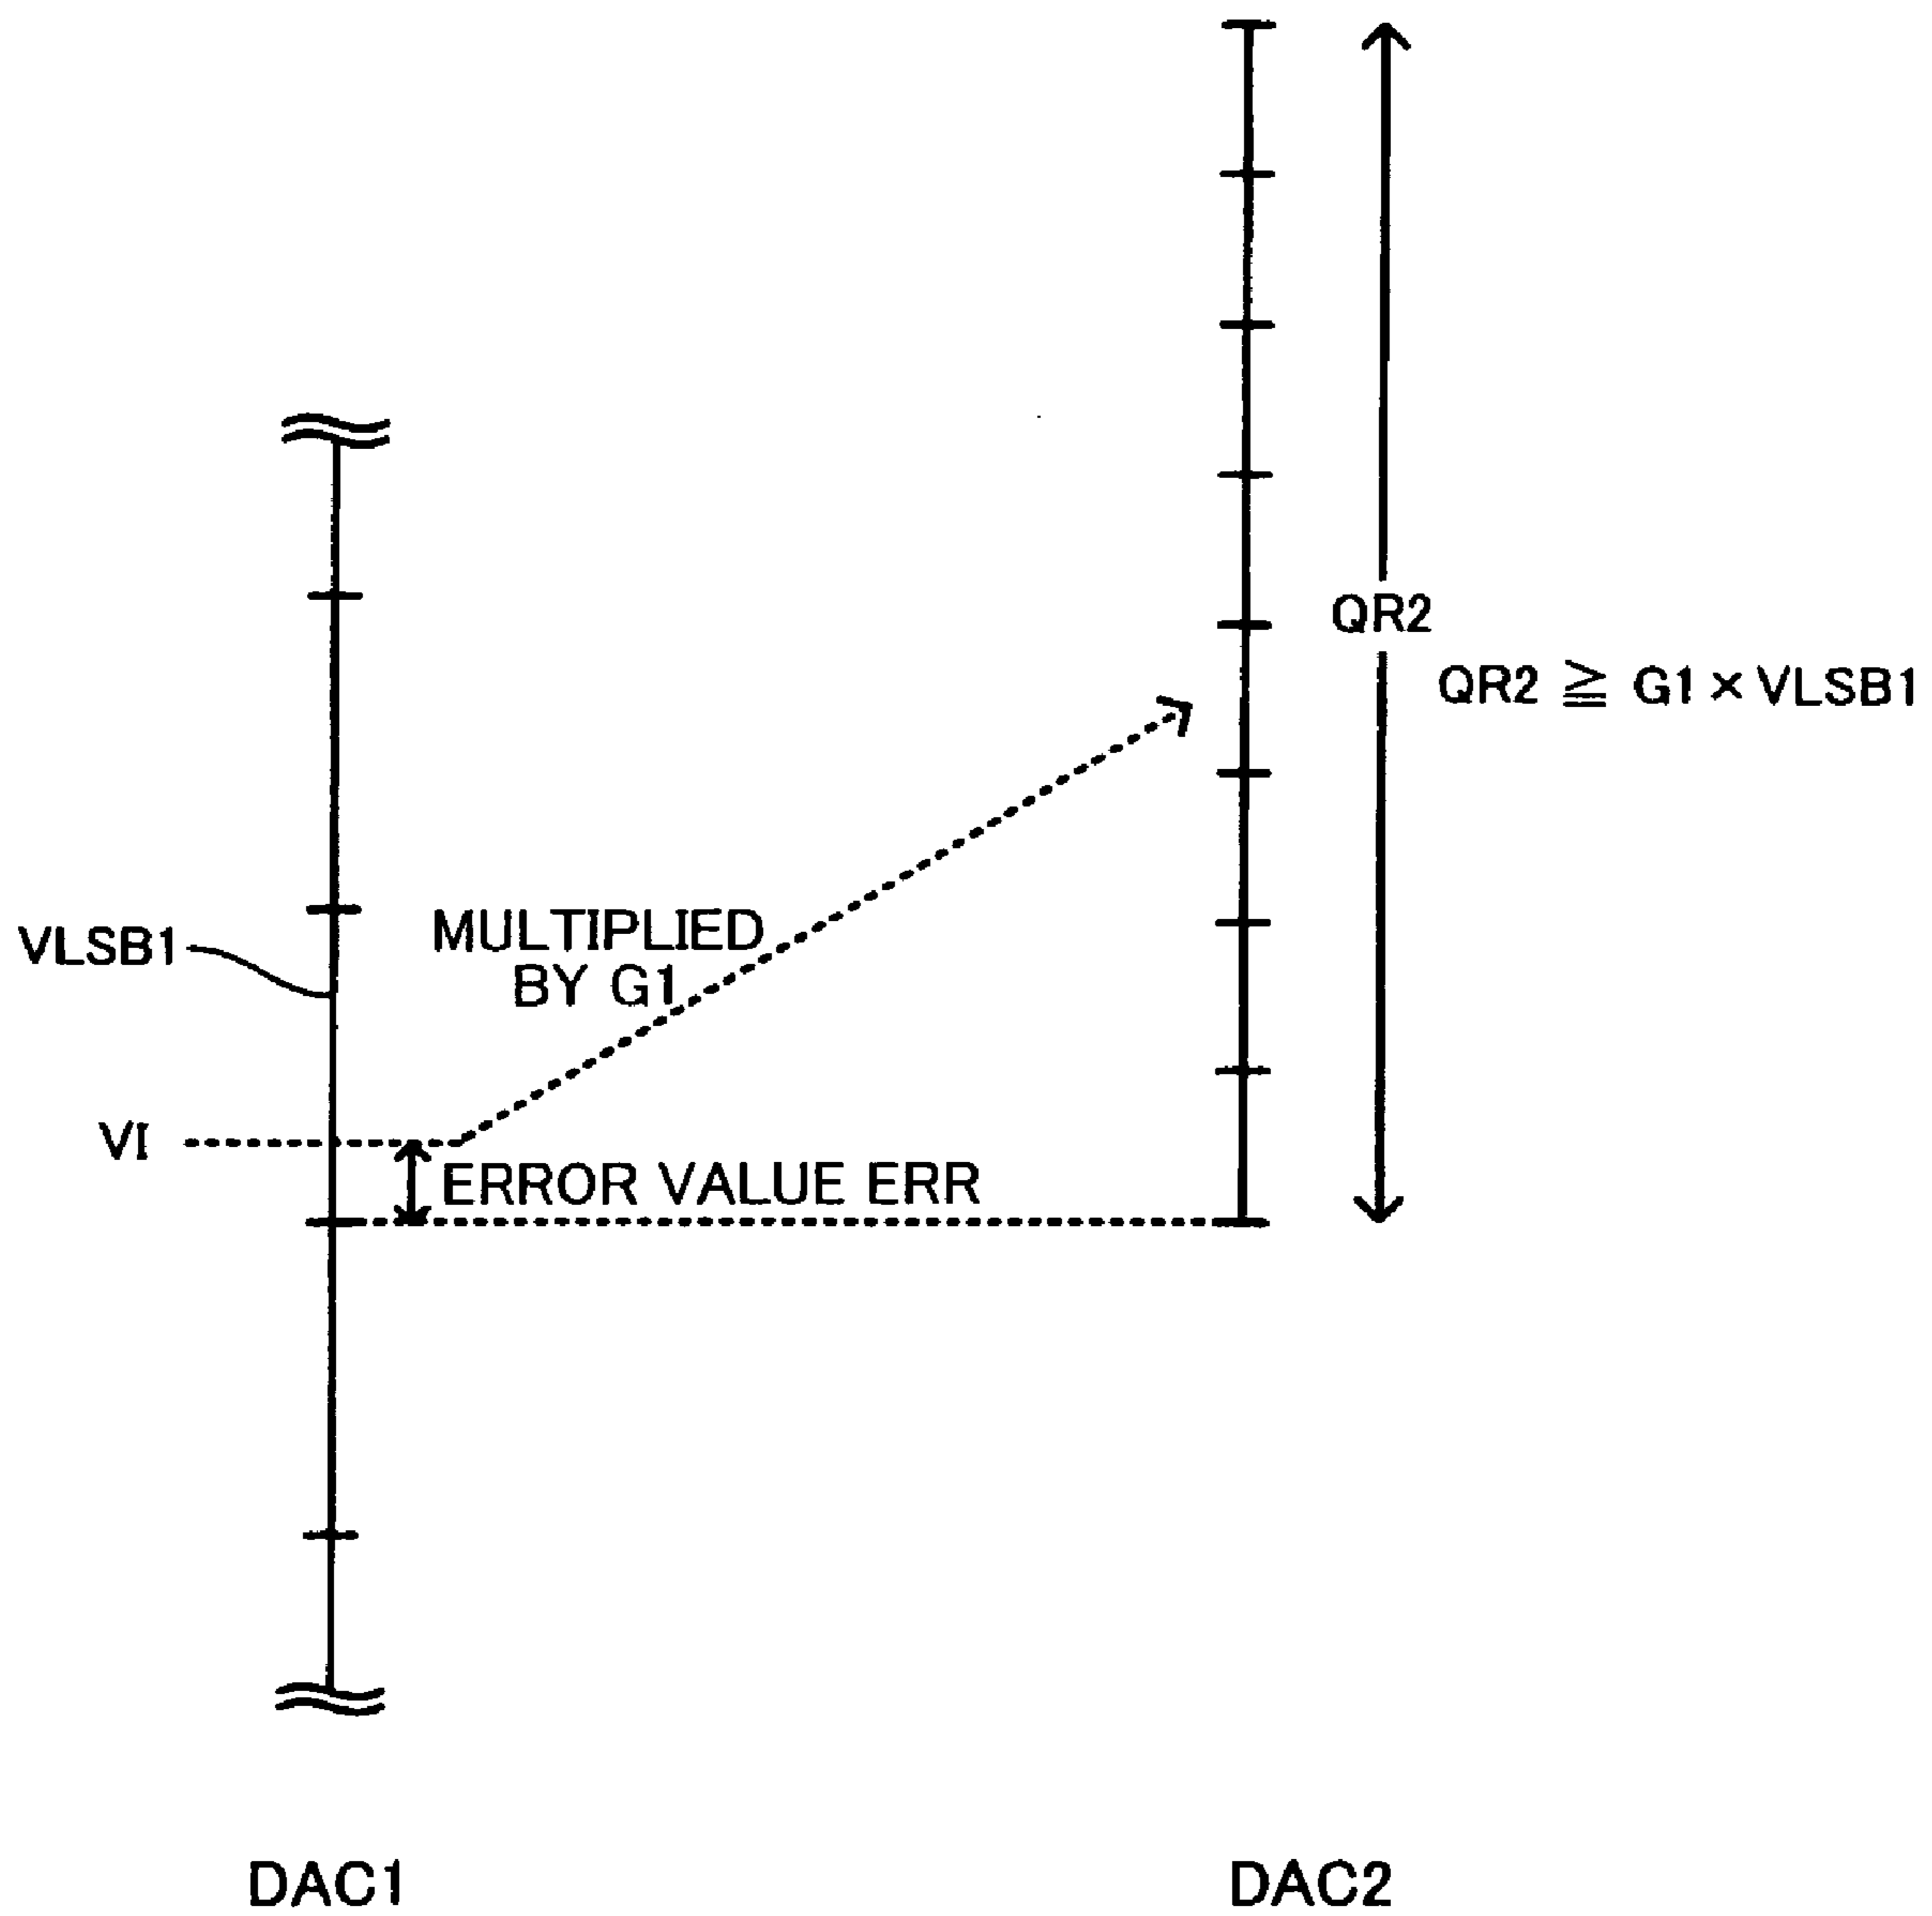 QR2
QR2 ≧ G1×VLSB1
MULTIPLIED
BY G1
VLSB1
VI
ERROR VALUE ERR
DAC1
DAC2